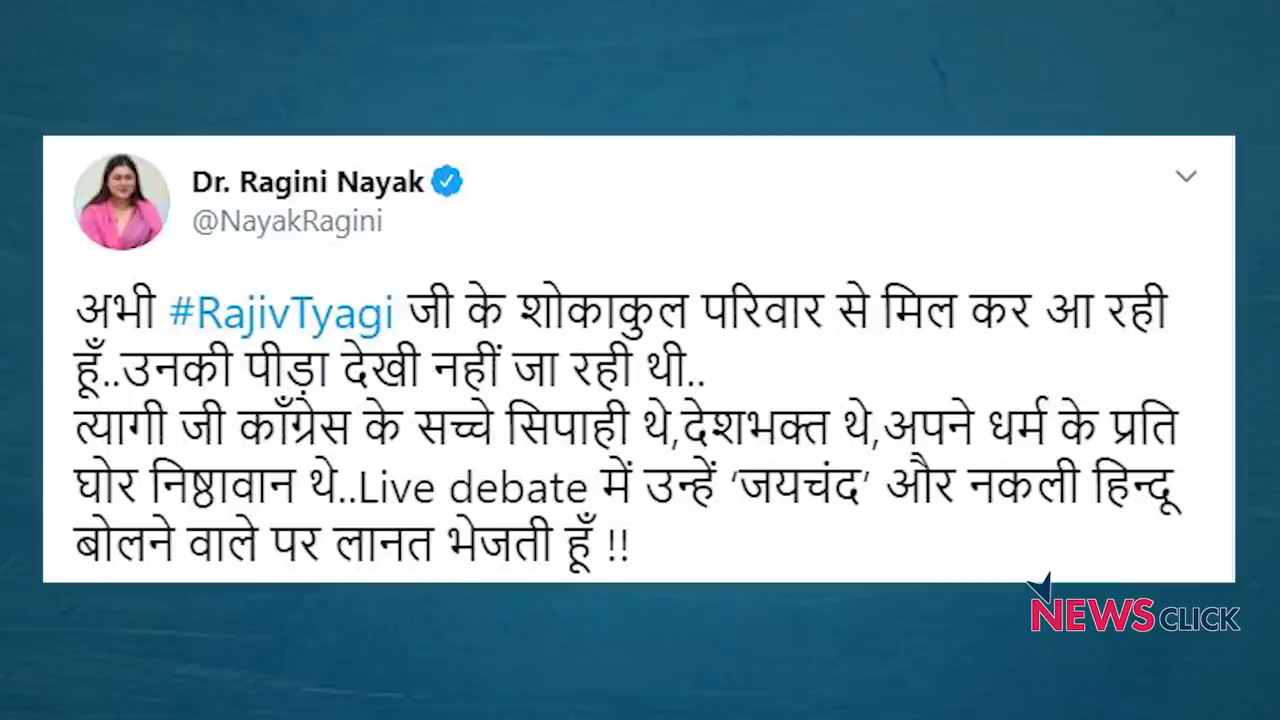 Dr. Ragini Nayak
@NayakRagini
अभी #RajivTyagi जी के शोकाकुल परिवार से मिल कर आ रही
हूँ..उनकी पीड़ा देखी नहीं जा रही थी..
त्यागी जी काँग्रेस के सच्चे सिपाही थे,देशभक्त थे,अपने धर्म के प्रति
घोर निष्ठावान थे..Live debate में उन्हें ‘जयचंद’ और नकली हिन्दू
बोलने वाले पर लानत भेजती हूँ !!
NEWSCLICK